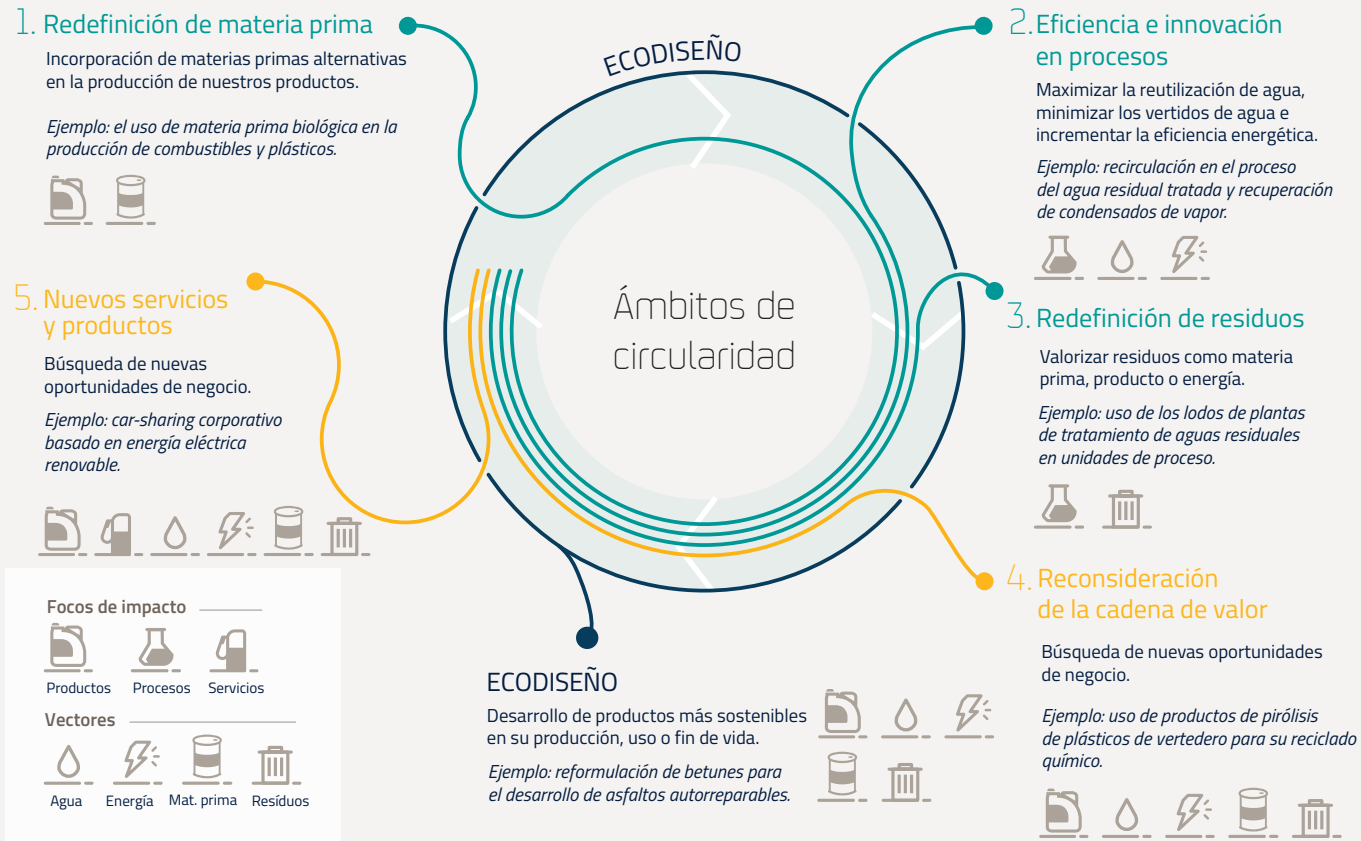 1. Redefinición de materia prima
Incorporación de materias primas alternativas
en la producción de nuestros productos.
Ejemplo: el uso de materia prima biológica en la
producción de combustibles y plásticos.
ECODISEÑO
2. Eficiencia e innovación
en procesos
Maximizar la reutilización de agua,
minimizar los vertidos de agua e
incrementar la eficiencia energética.
Ejemplo: recirculación en el proceso
del agua residual tratada y recuperación
de condensados de vapor.
Ámbitos de
circularidad
3. Redefinición de residuos
Valorizar residuos como materia
prima, producto o energía.
Ejemplo: uso de los lodos de plantas
de tratamiento de aguas residuales
en unidades de proceso.
4. Reconsideración
de la cadena de valor
Búsqueda de nuevas oportunidades
de negocio.
Ejemplo: uso de productos de pirólisis
de plásticos de vertedero para su reciclado
químico.
5. Nuevos servicios
y productos
Búsqueda de nuevas
oportunidades de negocio.
Ejemplo: car-sharing corporativo
basado en energía eléctrica
renovable.
ECODISEÑO
Desarrollo de productos más sostenibles
en su producción, uso o fin de vida.
Ejemplo: reformulación de betunes para
el desarrollo de asfaltos autorreparables.
Focos de impacto
Productos Procesos Servicios
Vectores
Agua Energía Mat. prima Resíduos